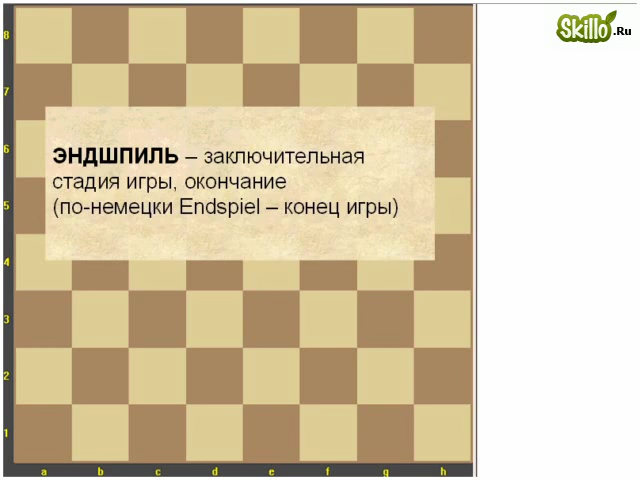 Skillo.Ru
8
7
ЭНДШПИЛЬ – заключительная
6
стадия игры, окончание
5
(по-немецки Endspiel – конец игры)
4
3
2
1
a b c d e f g h